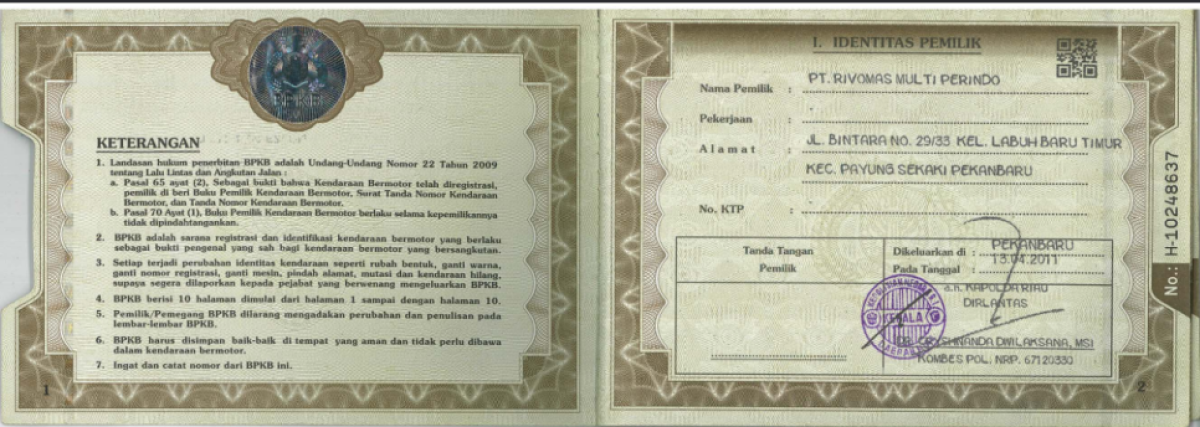 BPKB
KETERANGAN
1. Landasan hukum penerbitan BPKB adalah Undang-Undang Nomor 22 Tahun 2009
tentang Lalu Lintas dan Angkutan Jalan :
a. Pasal 65 ayat (2), Sebagai bukti bahwa Kendaraan Bermotor telah diregistrasi,
pemilik di beri Buku Pemilik Kendaraan Bermotor, Surat Tanda Nomor Kendaraan
Bermotor, dan Tanda Nomor Kendaraan Bermotor.
b. Pasal 70 Ayat (1), Buku Pemilik Kendaraan Bermotor berlaku selama kepemilikannya
tidak dipindahtangankan.
2. BPKB adalah sarana registrasi dan identifikasi kendaraan bermotor yang berlaku
sebagai bukti pengenal yang sah bagi kendaraan bermotor yang bersangkutan.
3. Setiap terjadi perubahan identitas kendaraan seperti rubah bentuk, ganti warna,
ganti nomor registrasi, ganti mesin, pindah alamat, mutasi dan kendaraan hilang,
supaya segera dilaporkan kepada pejabat yang berwenang mengeluarkan BPKB.
4. BPKB berisi 10 halaman dimulai dari halaman 1 sampai dengan halaman 10.
5. Pemilik/Pemegang BPKB dilarang mengadakan perubahan dan penulisan pada
lembar-lembar BPKB.
6. BPKB harus disimpan baik-baik di tempat yang aman dan tidak perlu dibawa
dalam kendaraan bermotor.
7. Ingat dan catat nomor dari BPKB ini.
1
I. IDENTITAS PEMILIK
Nama Pemilik : PT. RIVOMAS MULTI PERINDO
Pekerjaan : -
Alamat : JL. BINTARA NO. 29/33 KEL. LABUH BARU TIMUR
KEC. PAYUNG SEKAKI PEKANBARU
No. KTP : -
Tanda Tangan
Pemilik
Dikeluarkan di : PEKANBARU
Pada Tanggal : 13.04.2011
a.n. KAPOLDA RIAU
DIRLANTAS
KEPALA
DAERAH
DR. CRYSHNANDA DWILAKSANA, MSI
KOMBES POL. NRP. 67120330
2
No.: H-10248637